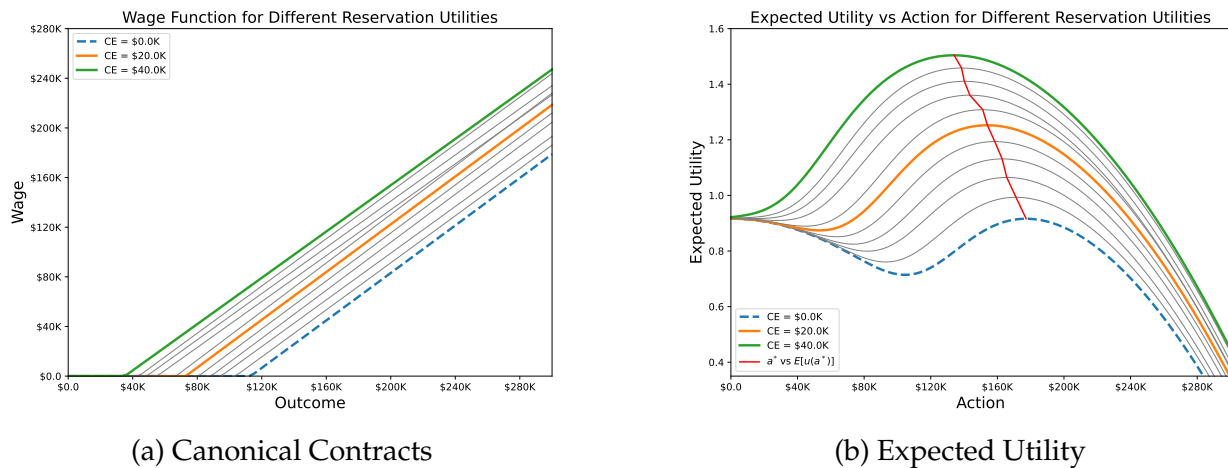 Wage Function for Different Reservation Utilities
$280K
$240K
$200K
$160K
$120K
$80K
$40K
$0.0
Wage
CE = $0.0K
CE = $20.0K
CE = $40.0K
$0.0 $40K $80K $120K $160K $200K $240K $280K
Outcome
(a) Canonical Contracts
Expected Utility vs Action for Different Reservation Utilities
1.6
1.4
1.2
1.0
0.8
0.6
0.4
Expected Utility
CE = $0.0K
CE = $20.0K
CE = $40.0K
a* vs E[u(a*)]
$0.0 $40K $80K $120K $160K $200K $240K $280K
Action
(b) Expected Utility